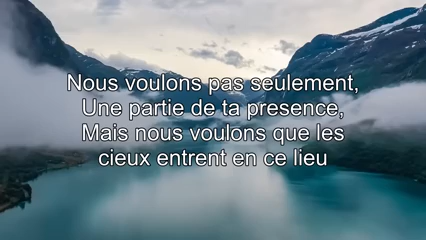 Nous voulons pas seulement,
Une partie de ta presence,
Mais nous voulons que les
cieux entrent en ce lieu